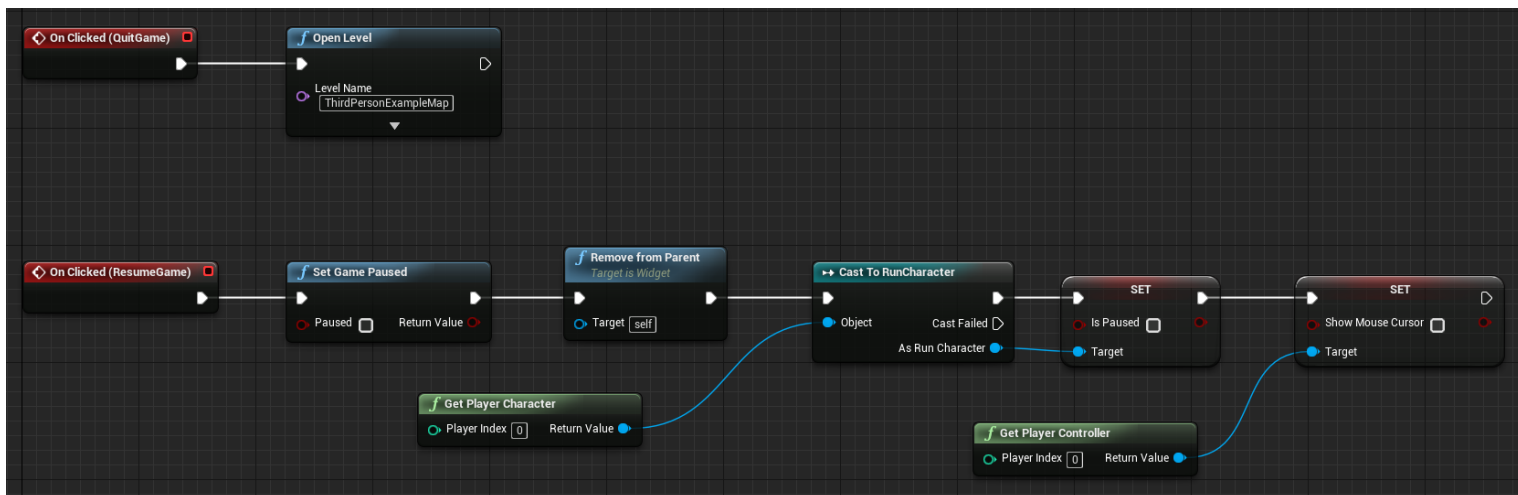 On Clicked (QuitGame)
Open Level
Level Name
ThirdPersonExampleMap
On Clicked (ResumeGame)
Set Game Paused
Paused
Return Value
Remove from Parent
Target is Widget
Target self
Cast To RunCharacter
Object
Cast Failed
As Run Character
SET
Is Paused
Target
SET
Show Mouse Cursor
Target
Get Player Character
Player Index 0
Return Value
Get Player Controller
Player Index 0
Return Value